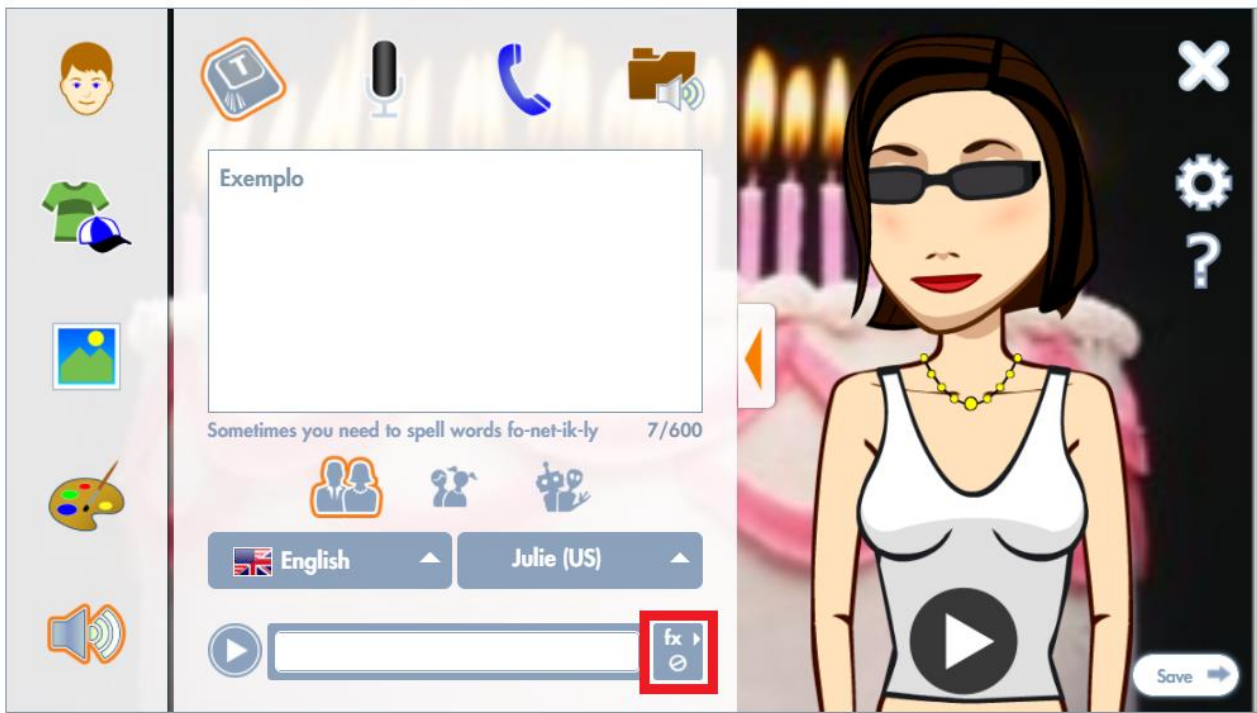 T
Exemplo
Sometimes you need to spell words fo-net-ik-ly
7/600
English
Julie (US)
fx
Save
?